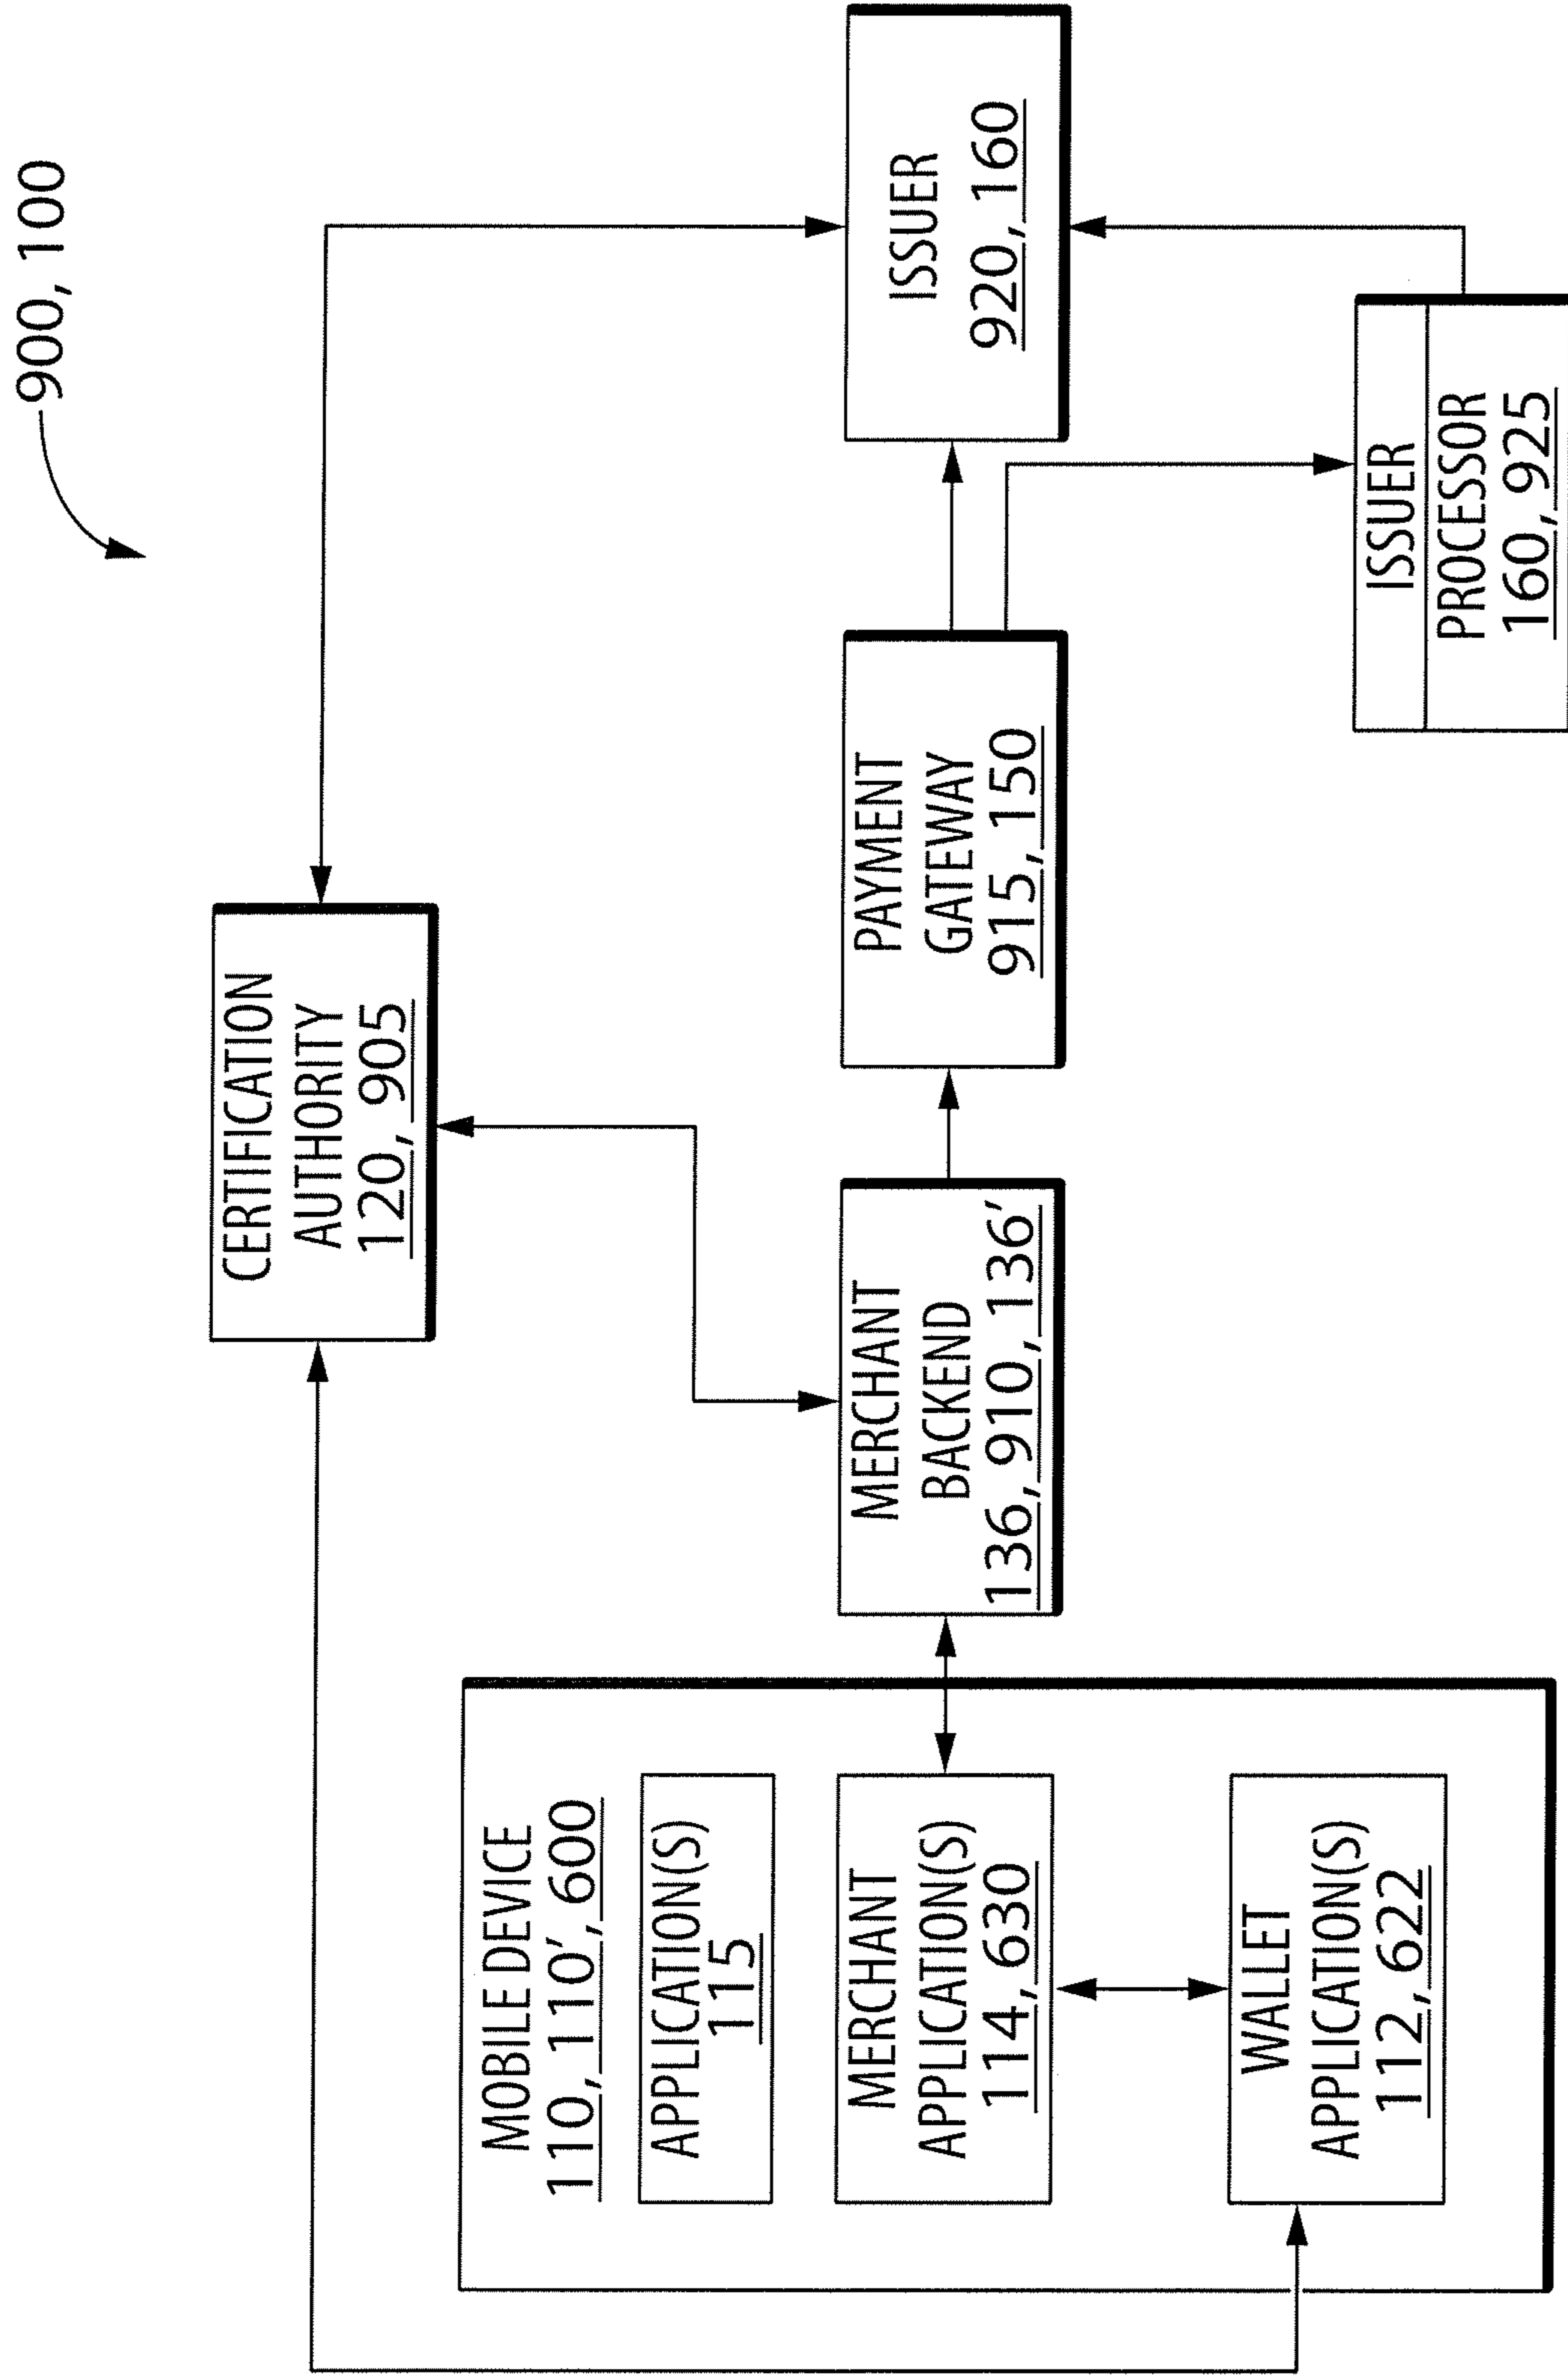 900, 100
CERTIFICATION
AUTHORITY
120, 905
MOBILE DEVICE
110, 110', 600
APPLICATION(S)
115
MERCHANT
APPLICATION(S)
114, 630
WALLET
APPLICATION(S)
112, 622
MERCHANT
BACKEND
136, 910, 136'
PAYMENT
GATEWAY
915, 150
ISSUER
920, 160
ISSUER
PROCESSOR
160, 925